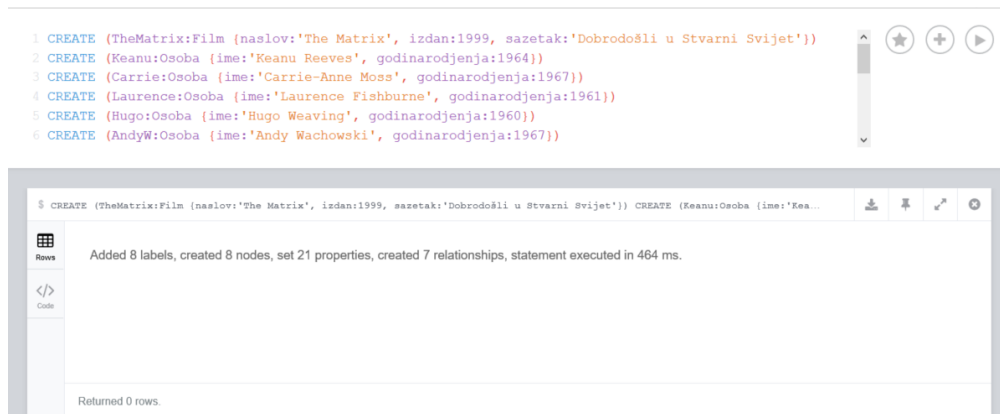 1 CREATE (TheMatrix:Film {naslov:'The Matrix', izdan:1999, sazetak:'Dobrodošli u Stvarni Svijet'})
2 CREATE (Keanu:Osoba {ime:'Keanu Reeves', godinarodjenja:1964})
3 CREATE (Carrie:Osoba {ime:'Carrie-Anne Moss', godinarodjenja:1967})
4 CREATE (Laurence:Osoba {ime:'Laurence Fishburne', godinarodjenja:1961})
5 CREATE (Hugo:Osoba {ime:'Hugo Weaving', godinarodjenja:1960})
6 CREATE (AndyW:Osoba {ime:'Andy Wachowski', godinarodjenja:1967})
$ CREATE (TheMatrix:Film {naslov:'The Matrix', izdan:1999, sazetak:'Dobrodošli u Stvarni Svijet'}) CREATE (Keanu:Osoba {ime:'Kea...
Rows
Added 8 labels, created 8 nodes, set 21 properties, created 7 relationships, statement executed in 464 ms.
</>
Code
Returned 0 rows.